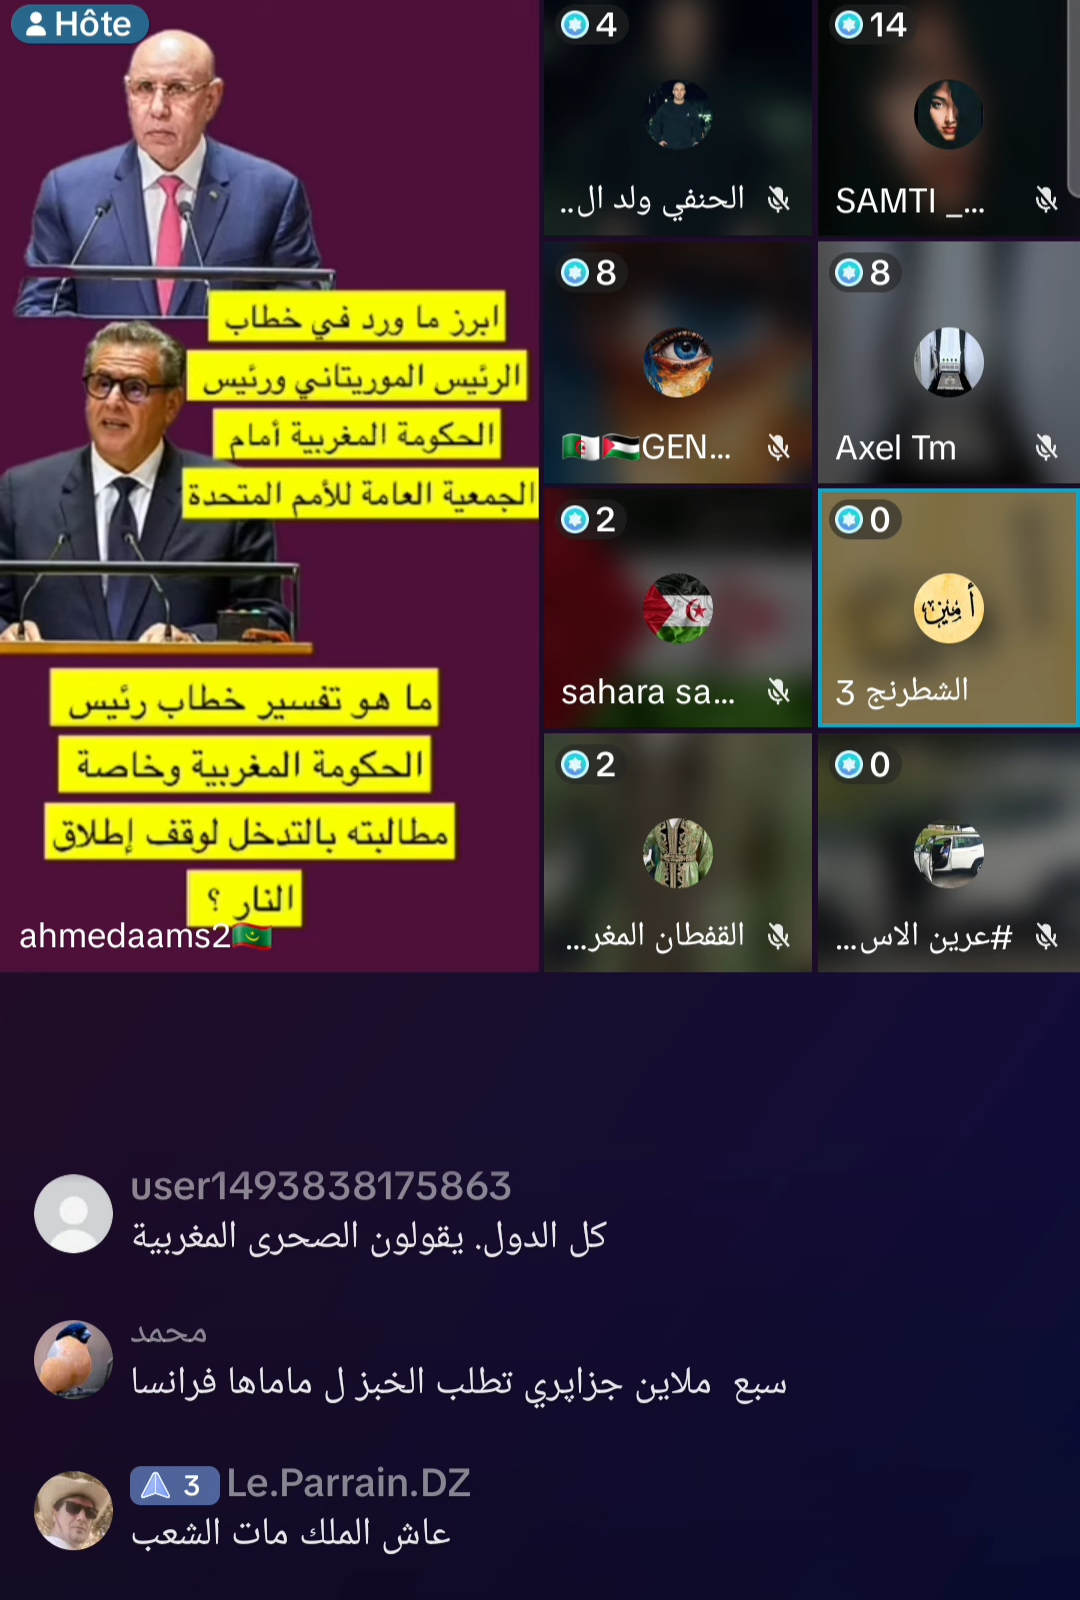 Hôte
ابرز ما ورد في خطاب
الرئيس الموريتاني ورئيس
الحكومة المغربية أمام
الجمعية العامة للأمم المتحدة
ما هو تفسير خطاب رئيس
الحكومة المغربية وخاصة
مطالبته بالتدخل لوقف إطلاق
النار ؟
ahmedaams2🇲🇷
4
الحنفي ولد ال..
14
SAMTI _...
8
🇩🇿🇵🇸GEN...
8
Axel Tm
2
sahara sa...
0
أمين
الشطرنج 3
2
القفطان المغر...
0
#عرين الاس...
user1493838175863
كل الدول. يقولون الصحرى المغربية
محمد
سبع ملاين جزاپري تطلب الخبز ل ماماها فرانسا
3 Le.Parrain.DZ
عاش الملك مات الشعب